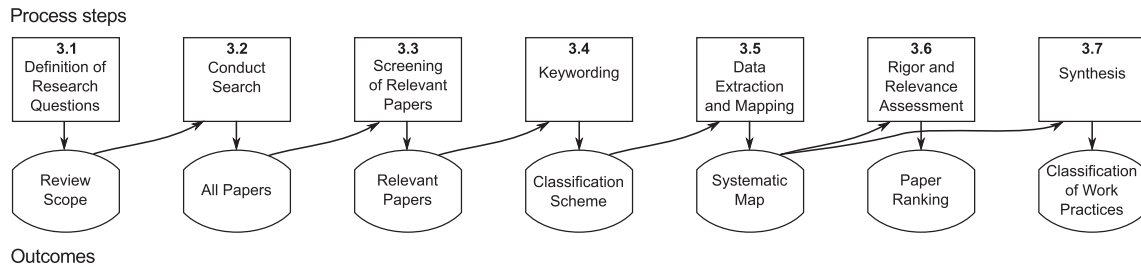 Process steps
3.1
Definition of
Research
Questions
3.2
Conduct
Search
3.3
Screening
of Relevant
Papers
3.4
Keywording
3.5
Data
Extraction
and Mapping
3.6
Rigor and
Relevance
Assessment
3.7
Synthesis
Review
Scope
All Papers
Relevant
Papers
Classification
Scheme
Systematic
Map
Paper
Ranking
Classification
of Work
Practices
Outcomes